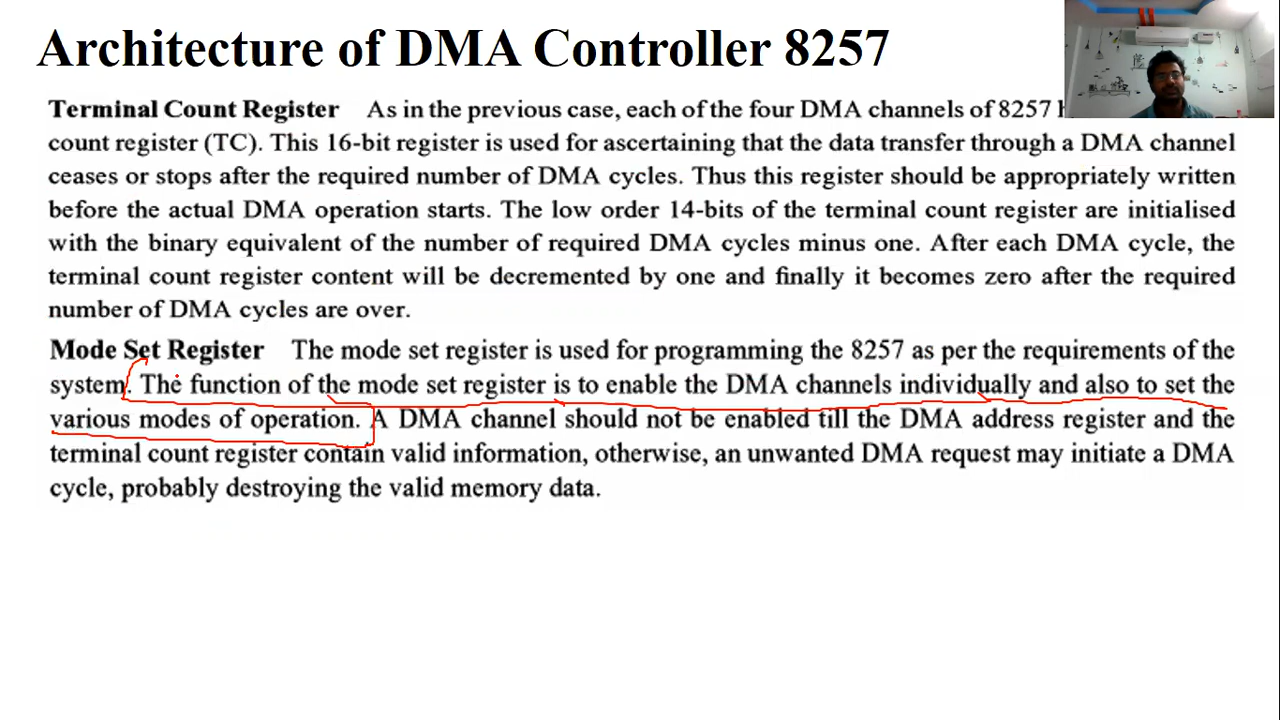 Architecture of DMA Controller 8257
Terminal Count Register As in the previous case, each of the four DMA channels of 8257
count register (TC). This 16-bit register is used for ascertaining that the data transfer through a DMA channel
ceases or stops after the required number of DMA cycles. Thus this register should be appropriately written
before the actual DMA operation starts. The low order 14-bits of the terminal count register are initialised
with the binary equivalent of the number of required DMA cycles minus one. After each DMA cycle, the
terminal count register content will be decremented by one and finally it becomes zero after the required
number of DMA cycles are over.
Mode Set Register The mode set register is used for programming the 8257 as per the requirements of the
system. The function of the mode set register is to enable the DMA channels individually and also to set the
various modes of operation. A DMA channel should not be enabled till the DMA address register and the
terminal count register contain valid information, otherwise, an unwanted DMA request may initiate a DMA
cycle, probably destroying the valid memory data.